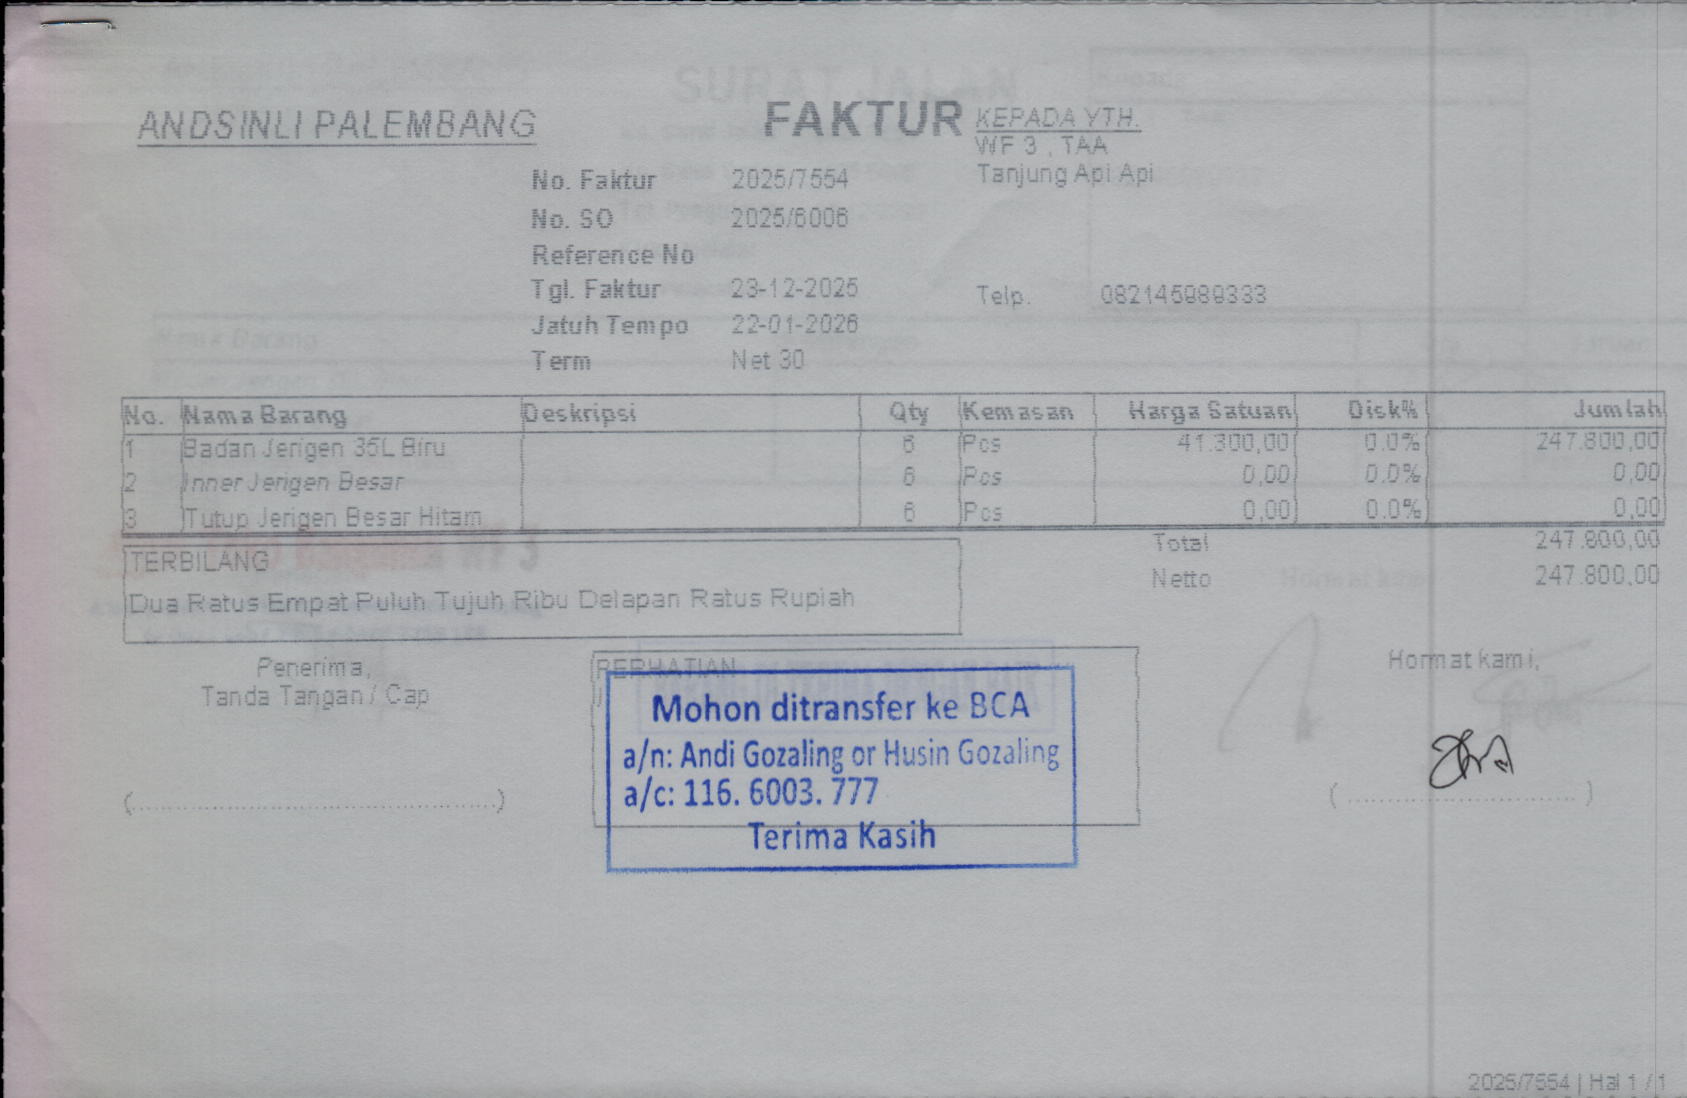 ANDSINLI PALEMBANG
FAKTUR
KEPADA YTH.
WF 3 , TAA
Tanjung Api Api
No. Faktur 2025/7554
No. SO 2025/6006
Reference No
Tgl. Faktur 23-12-2025
Telp. 082145989333
Jatuh Tempo 22-01-2026
Term Net 30
No. Nama Barang Deskripsi Qty Kemasan Harga Satuan Disk% Jumlah
1 Badan Jerigen 35L Biru 6 Pcs 41.300,00 0.0% 247.800,00
2 Inner Jerigen Besar 6 Pcs 0,00 0.0% 0,00
3 Tutup Jerigen Besar Hitam 6 Pcs 0,00 0.0% 0,00
Total 247.800,00
Netto 247.800,00
TERBILANG
Dua Ratus Empat Puluh Tujuh Ribu Delapan Ratus Rupiah
Penerima,
Tanda Tangan / Cap
(......................................)
PERHATIAN
Mohon ditransfer ke BCA
a/n: Andi Gozaling or Husin Gozaling
a/c: 116. 6003. 777
Terima Kasih
Hormat kami,
(..............................)
2025/7554 | Hal 1 / 1